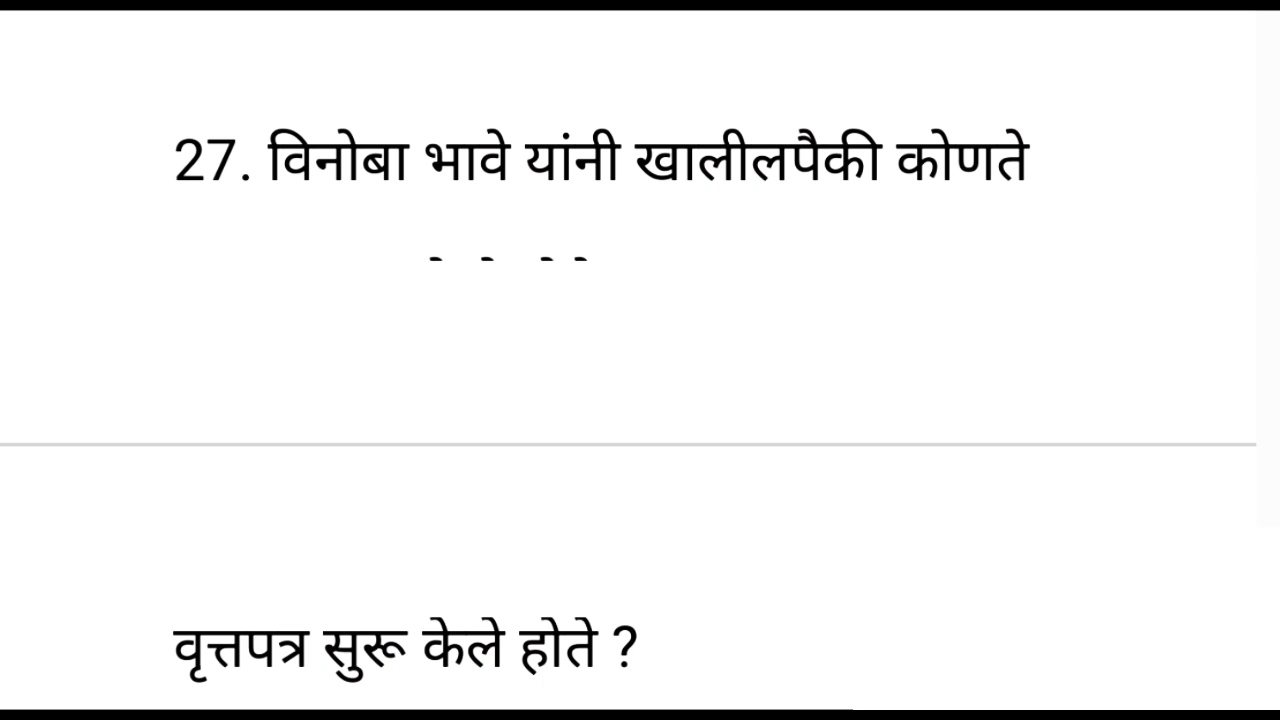 27. विनोबा भावे यांनी खालीलपैकी कोणते
वृत्तपत्र सुरू केले होते ?